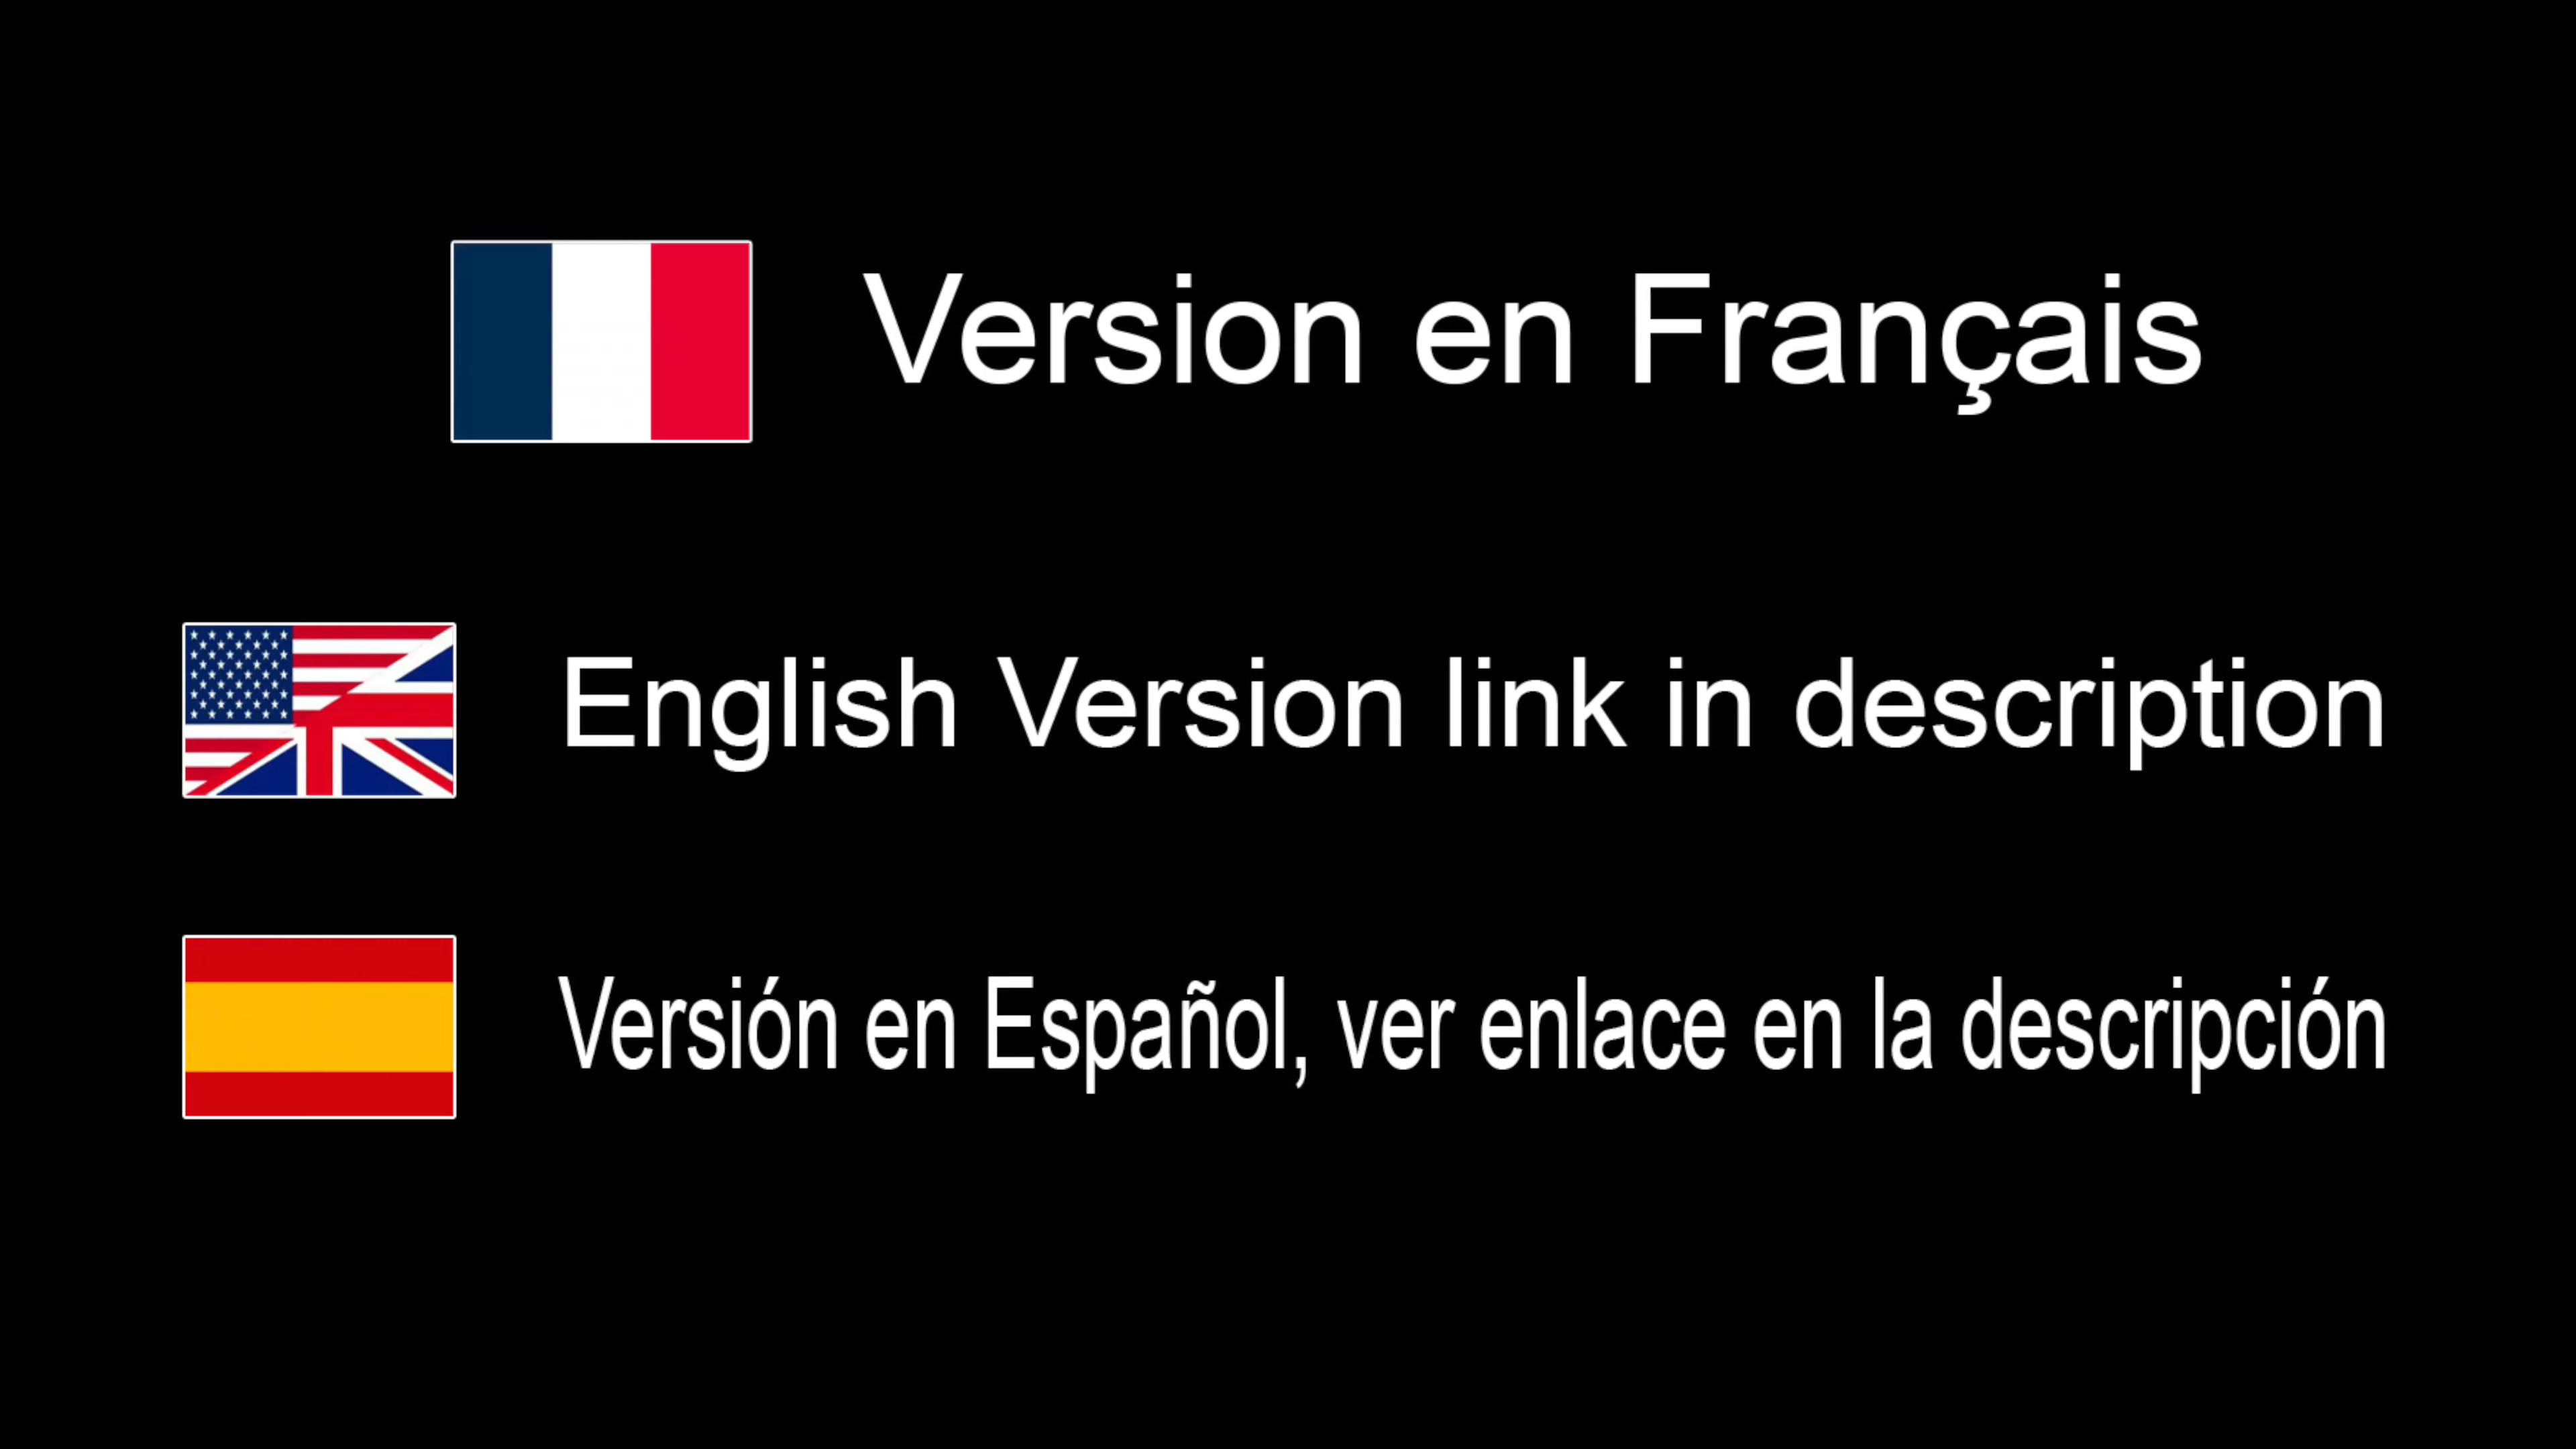 Version en Français
English Version link in description
Versión en Español, ver enlace en la descripción